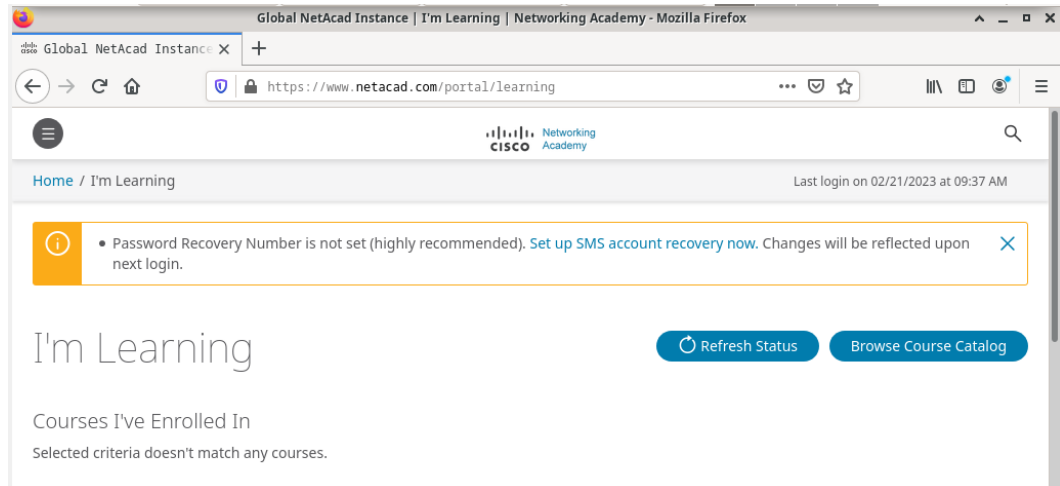 Global NetAcad Instance | I'm Learning | Networking Academy - Mozilla Firefox
Global NetAcad Instance
https://www.netacad.com/portal/learning
CISCO Networking Academy
Home / I'm Learning Last login on 02/21/2023 at 09:37 AM
• Password Recovery Number is not set (highly recommended). Set up SMS account recovery now. Changes will be reflected upon
next login.
I'm Learning Refresh Status Browse Course Catalog
Courses I've Enrolled In
Selected criteria doesn't match any courses.